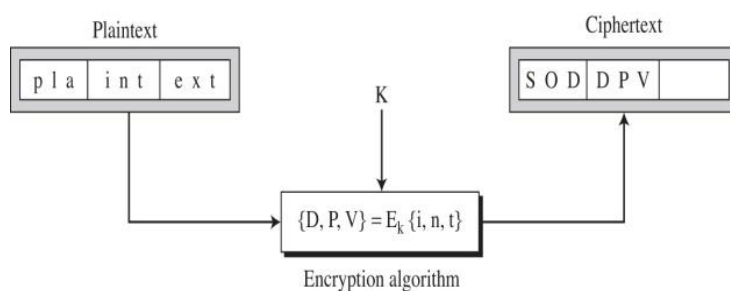 Plaintext
Ciphertext
p l a i n t e x t
S O D D P V
K
{D, P, V} = Eₖ {i, n, t}
Encryption algorithm